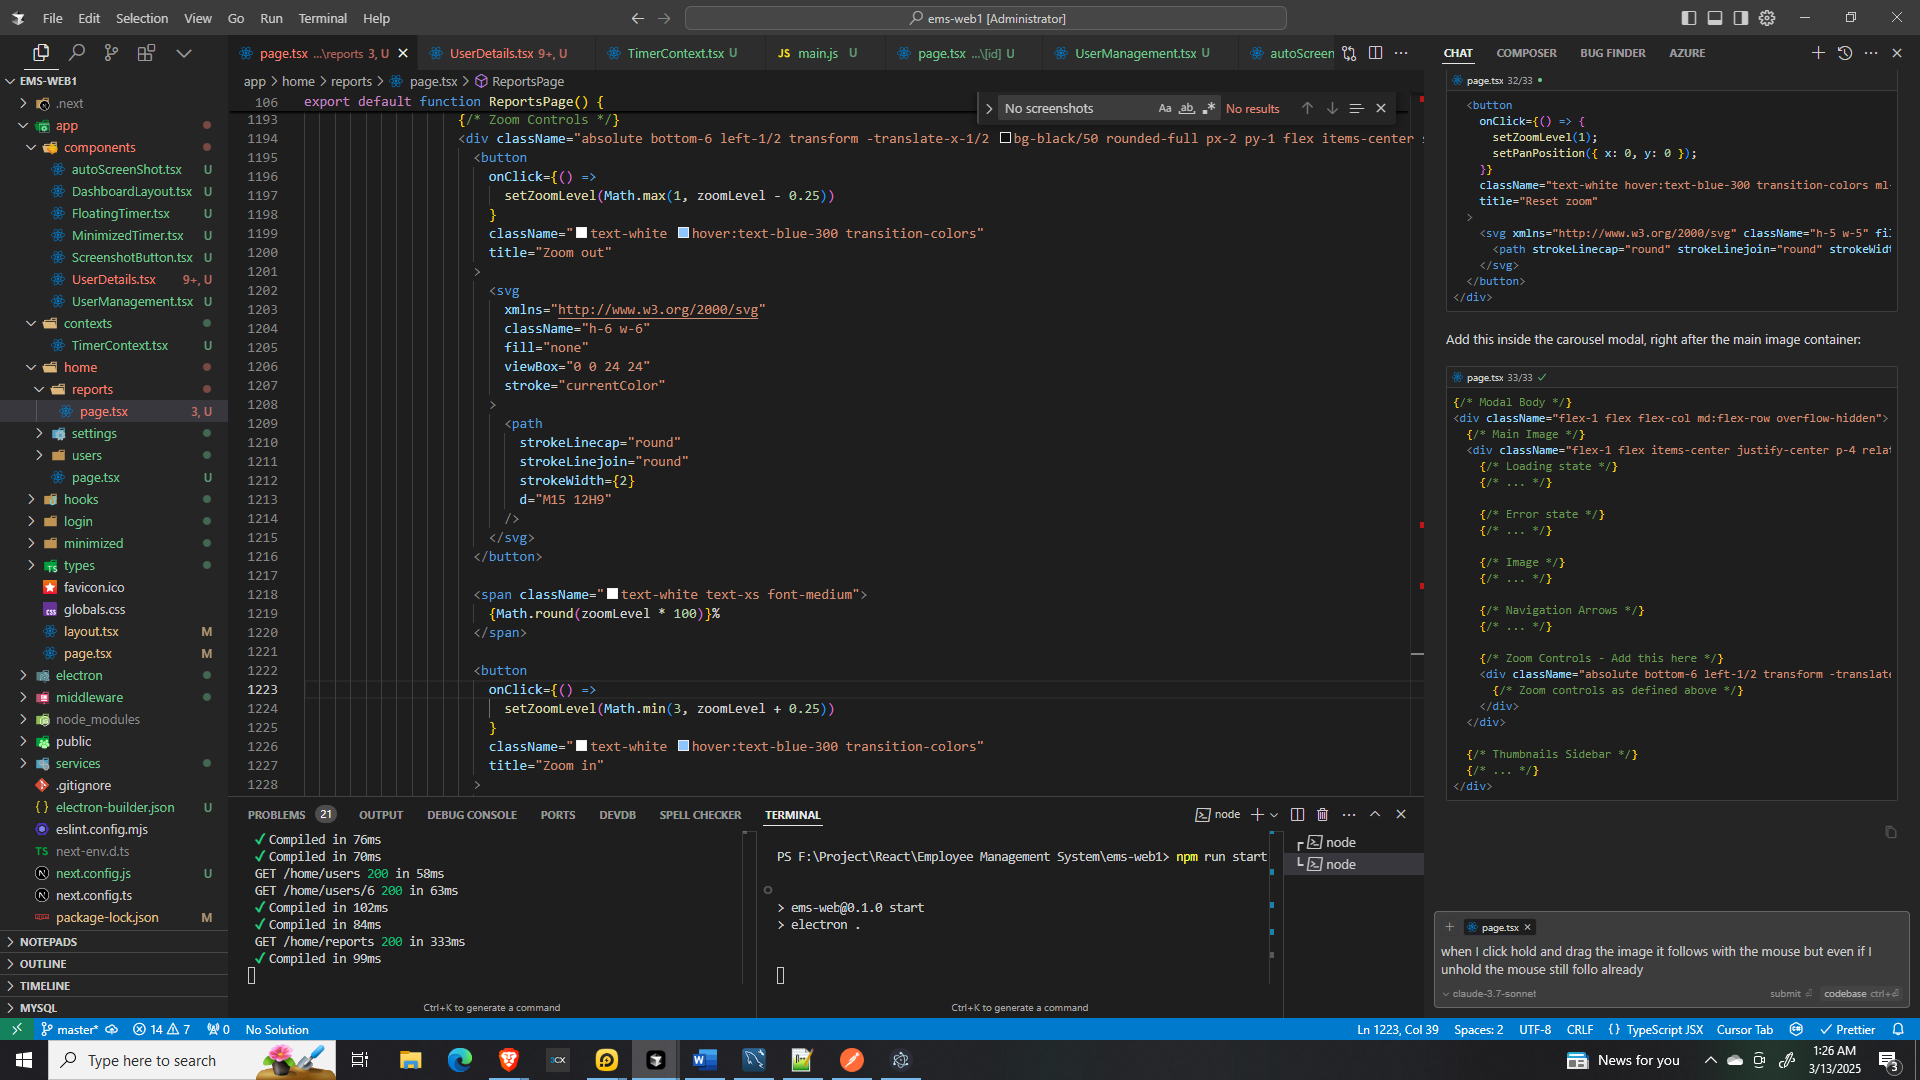 File Edit Selection View Go Run Terminal Help
ems-web1 [Administrator]
page.tsx ...\reports 3, U
UserDetails.tsx 9+, U
TimerContext.tsx U
JS main.js U
page.tsx ...\[id] U
UserManagement.tsx U
autoScreen
CHAT COMPOSER BUG FINDER AZURE
EMS-WEB1
.next
app
components
autoScreenShot.tsx U
DashboardLayout.tsx U
FloatingTimer.tsx U
MinimizedTimer.tsx U
ScreenshotButton.tsx U
UserDetails.tsx 9+, U
UserManagement.tsx U
contexts
TimerContext.tsx U
home
reports
page.tsx 3, U
settings
users
page.tsx U
hooks
login
minimized
types
favicon.ico
globals.css
layout.tsx M
page.tsx M
electron
middleware
node_modules
public
services
.gitignore
electron-builder.json U
eslint.config.mjs
TS next-env.d.ts
next.config.js U
next.config.ts
package-lock.json M
NOTEPADS
OUTLINE
TIMELINE
MYSQL
app > home > reports > page.tsx > ReportsPage
No screenshots Aa ab No results
106 export default function ReportsPage() {
1193 {/* Zoom Controls */}
1194 <div className="absolute bottom-6 left-1/2 transform -translate-x-1/2 bg-black/50 rounded-full px-2 py-1 flex items-center
1195 <button
1196 onClick={() =>
1197 setZoomLevel(Math.max(1, zoomLevel - 0.25))
1198 }
1199 className="text-white hover:text-blue-300 transition-colors"
1200 title="Zoom out"
1201 >
1202 <svg
1203 xmlns="http://www.w3.org/2000/svg"
1204 className="h-6 w-6"
1205 fill="none"
1206 viewBox="0 0 24 24"
1207 stroke="currentColor"
1208 >
1209 <path
1210 strokeLinecap="round"
1211 strokeLinejoin="round"
1212 strokeWidth={2}
1213 d="M15 12H9"
1214 />
1215 </svg>
1216 </button>
1217
1218 <span className="text-white text-xs font-medium">
1219 {Math.round(zoomLevel * 100)}%
1220 </span>
1221
1222 <button
1223 onClick={() =>
1224 setZoomLevel(Math.min(3, zoomLevel + 0.25))
1225 }
1226 className="text-white hover:text-blue-300 transition-colors"
1227 title="Zoom in"
1228 >
PROBLEMS 21 OUTPUT DEBUG CONSOLE PORTS DEVDB SPELL CHECKER TERMINAL
node
✓ Compiled in 76ms
✓ Compiled in 70ms
GET /home/users 200 in 58ms
GET /home/users/6 200 in 63ms
✓ Compiled in 102ms
✓ Compiled in 84ms
GET /home/reports 200 in 333ms
✓ Compiled in 99ms
Ctrl+K to generate a command
PS F:\Project\React\Employee Management System\ems-web1> npm run start
> ems-web@0.1.0 start
> electron .
Ctrl+K to generate a command
node
node
page.tsx 32/33
<button
onClick={() => {
setZoomLevel(1);
setPanPosition({ x: 0, y: 0 });
}}
className="text-white hover:text-blue-300 transition-colors ml-
title="Reset zoom"
>
<svg xmlns="http://www.w3.org/2000/svg" className="h-5 w-5" fil
<path strokeLinecap="round" strokeLinejoin="round" strokeWidt
</svg>
</button>
</div>
Add this inside the carousel modal, right after the main image container:
page.tsx 33/33 ✓
{/* Modal Body */}
<div className="flex-1 flex flex-col md:flex-row overflow-hidden">
{/* Main Image */}
<div className="flex-1 flex items-center justify-center p-4 relat
{/* Loading state */}
{/* ... */}
{/* Error state */}
{/* ... */}
{/* Image */}
{/* ... */}
{/* Navigation Arrows */}
{/* ... */}
{/* Zoom Controls - Add this here */}
<div className="absolute bottom-6 left-1/2 transform -translate
{/* Zoom controls as defined above */}
</div>
</div>
{/* Thumbnails Sidebar */}
{/* ... */}
</div>
page.tsx
when I click hold and drag the image it follows with the mouse but even if I
unhold the mouse still follo already
claude-3.7-sonnet submit codebase ctrl+
master* 14 7 0 No Solution
Ln 1223, Col 39 Spaces: 2 UTF-8 CRLF {} TypeScript JSX Cursor Tab Prettier
Type here to search
News for you
1:26 AM
3/13/2025
3